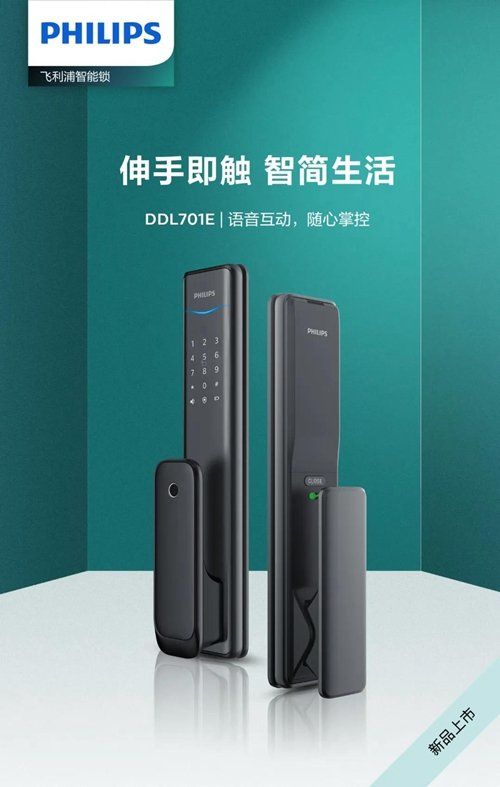 PHILIPS
飞利浦智能锁
伸手即触 智简生活
DDL701E | 语音互动，随心掌控
PHILIPS
1 2 3
4 5 6
7 8 9
* 0 #
PHILIPS
CLOSE
新品上市